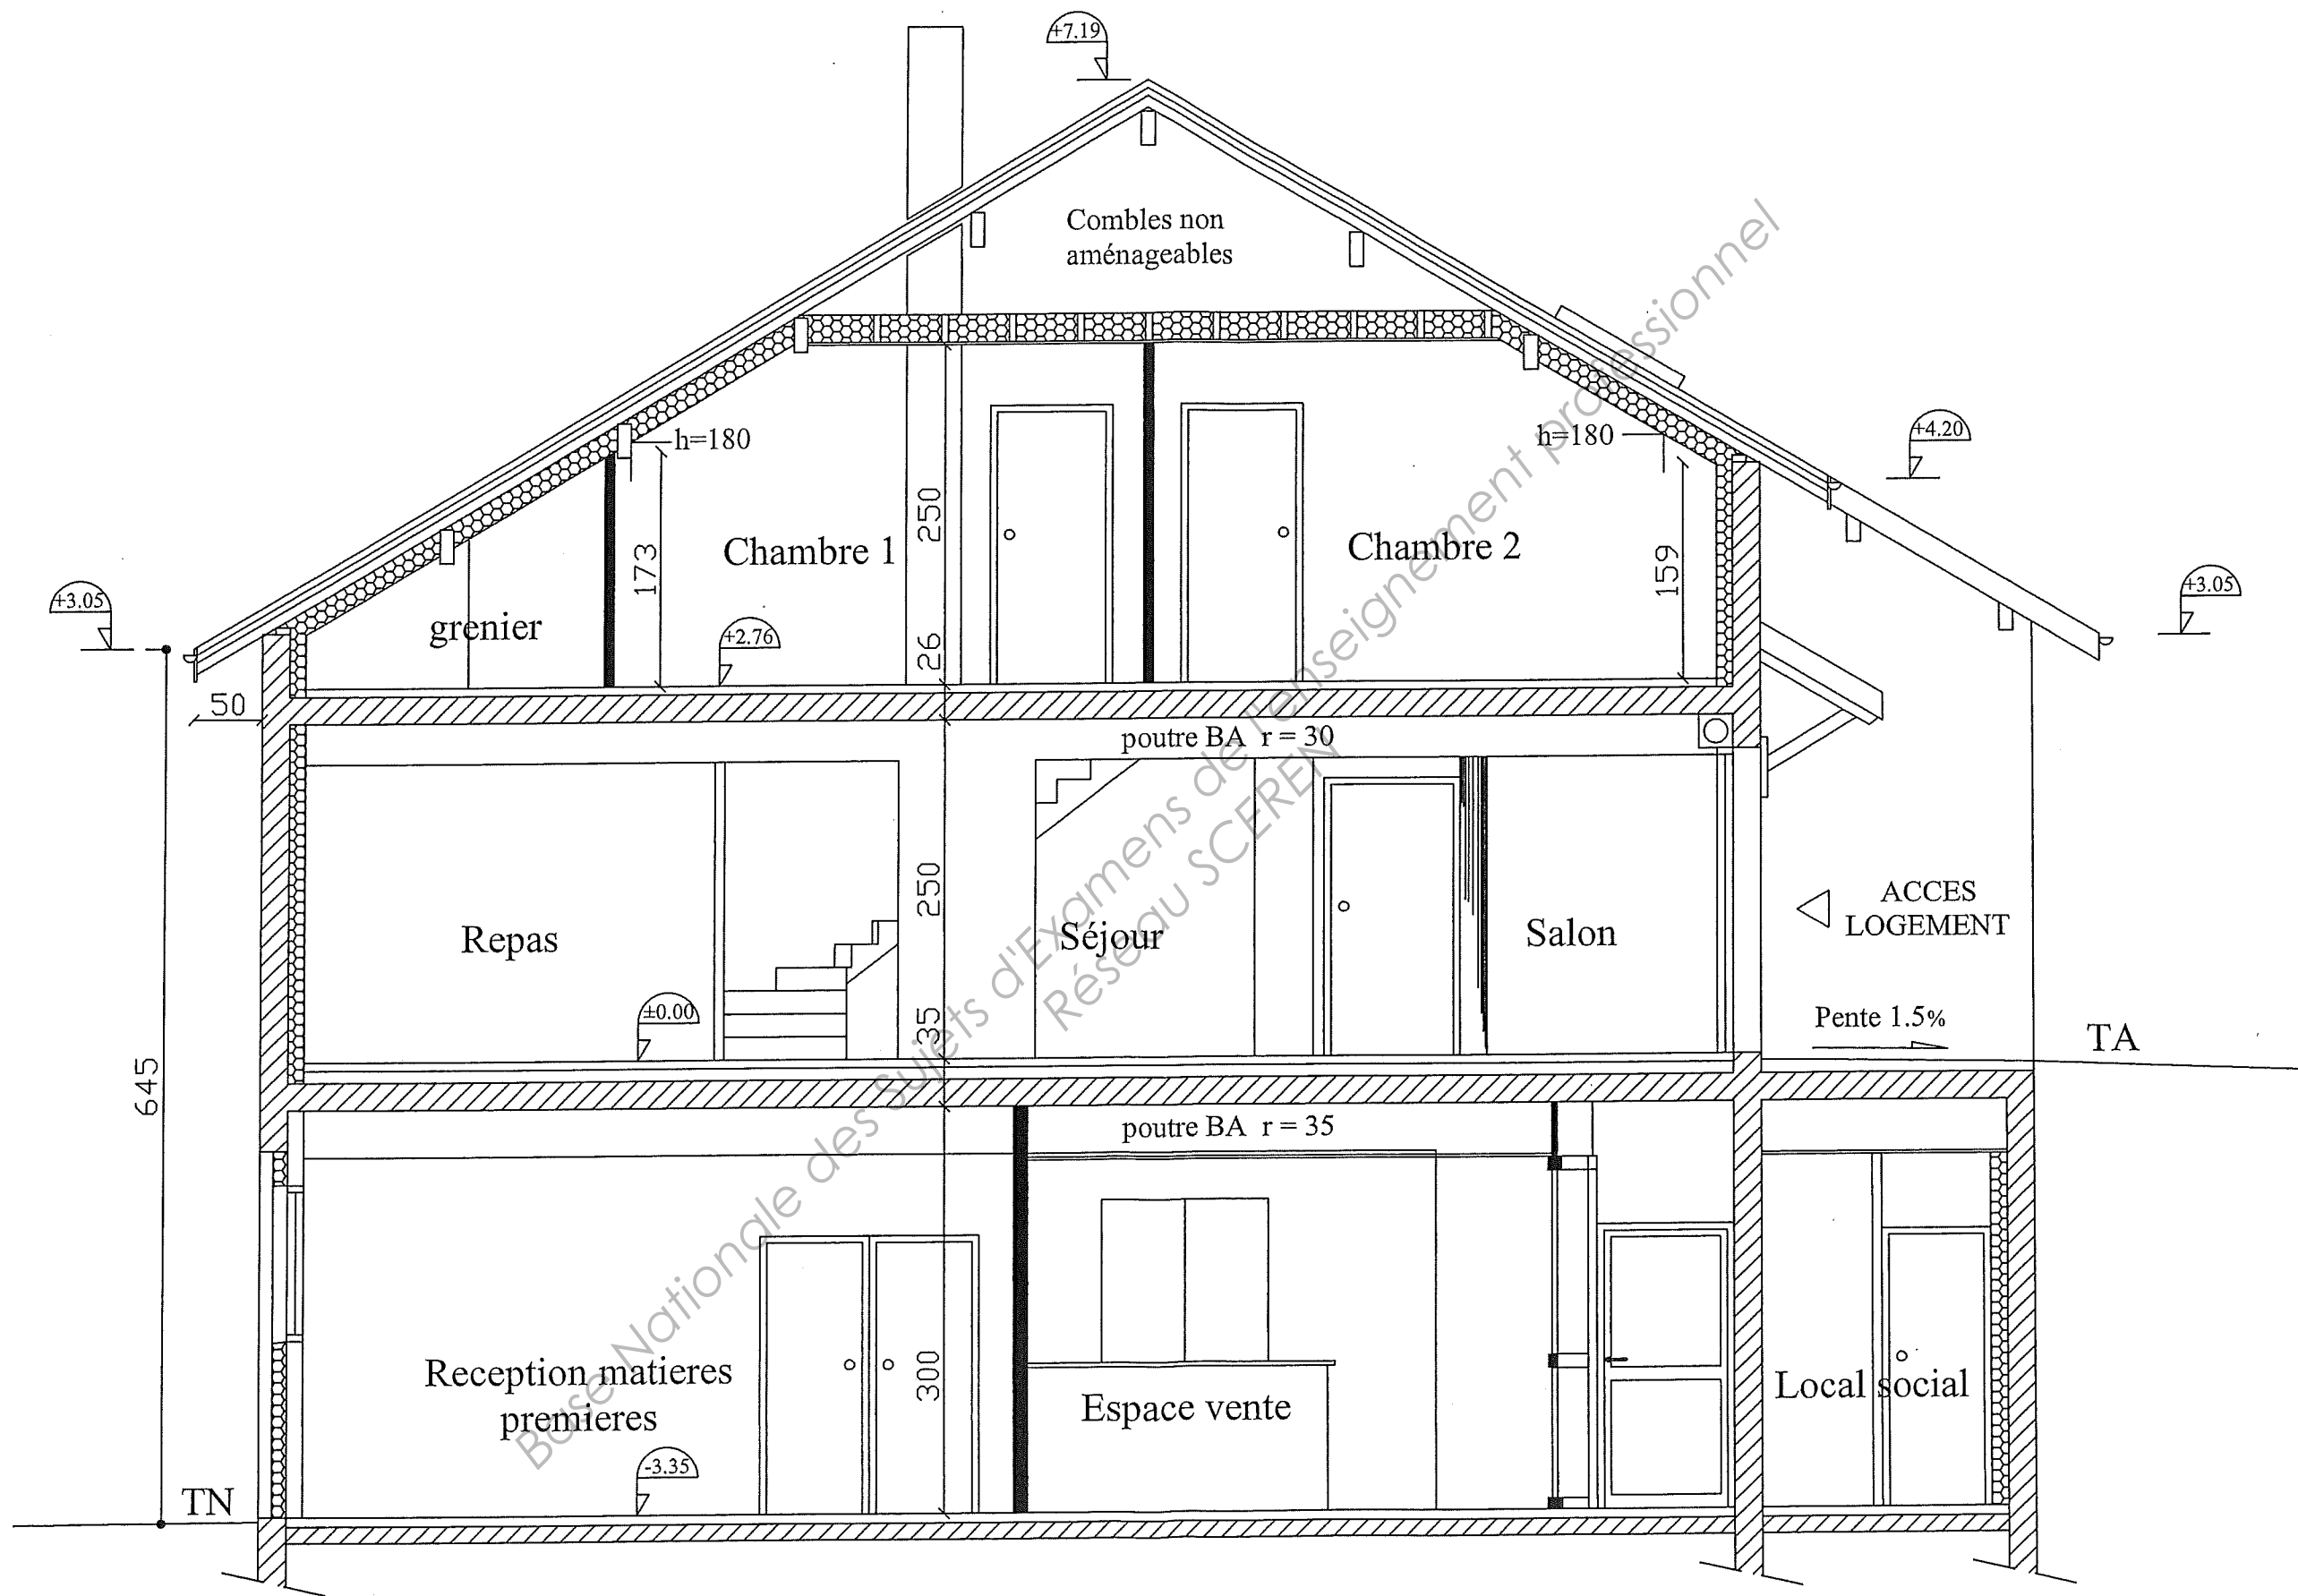 +7.19
Combles non
aménageables
h=180
h=180
+4.20
250
173
Chambre 1
Chambre 2
159
+3.05
+3.05
grenier
+2.76
26
50
poutre BA r = 30
250
ACCES
LOGEMENT
Repas
Séjour
Salon
±0.00
35
Pente 1.5%
TA
645
poutre BA r = 35
300
Reception matieres
premieres
Espace vente
Local social
-3.35
TN
Base Nationale des Sujets d'Examens de l'enseignement professionnel
Réseau SCEREN